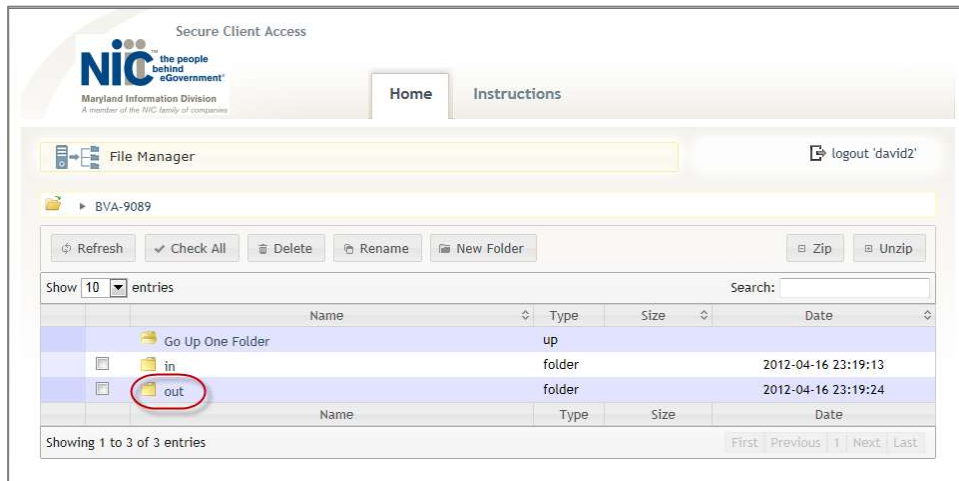 Secure Client Access
NIC™ the people
behind
eGovernment®
Maryland Information Division
A member of the NIC family of companies
Home Instructions
File Manager
logout 'david2'
BVA-9089
Refresh Check All Delete Rename New Folder Zip Unzip
Show 10 entries Search:
Name Type Size Date
Go Up One Folder up
in folder 2012-04-16 23:19:13
out folder 2012-04-16 23:19:24
Name Type Size Date
Showing 1 to 3 of 3 entries First Previous 1 Next Last